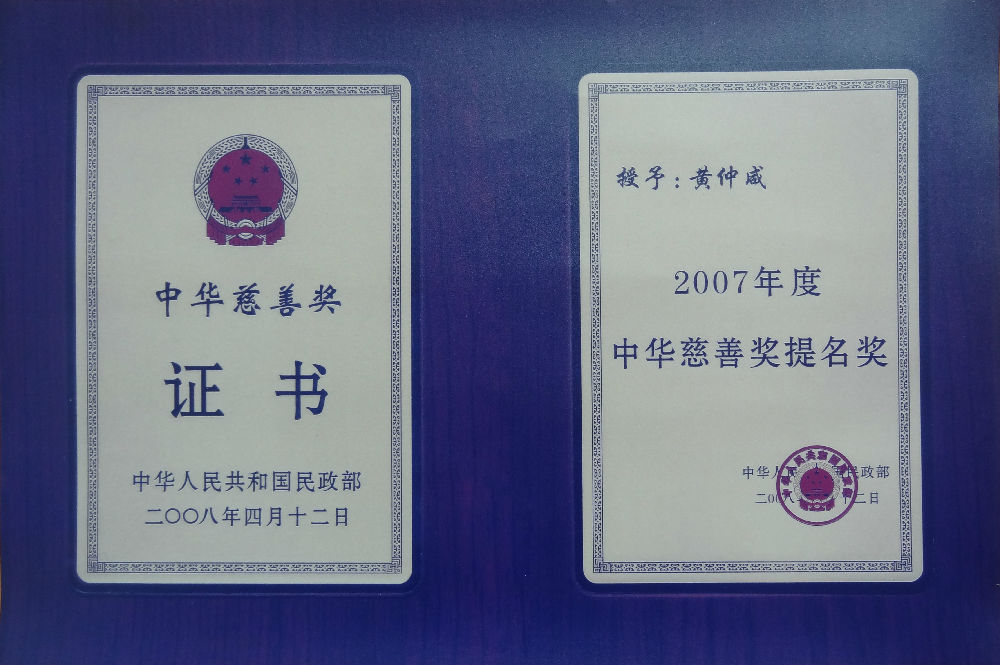 中华慈善奖
证书
中华人民共和国民政部
二〇〇八年四月十二日
授予：黄仲咸
2007年度
中华慈善奖提名奖
中华人民共和国民政部
二〇〇八年四月十二日